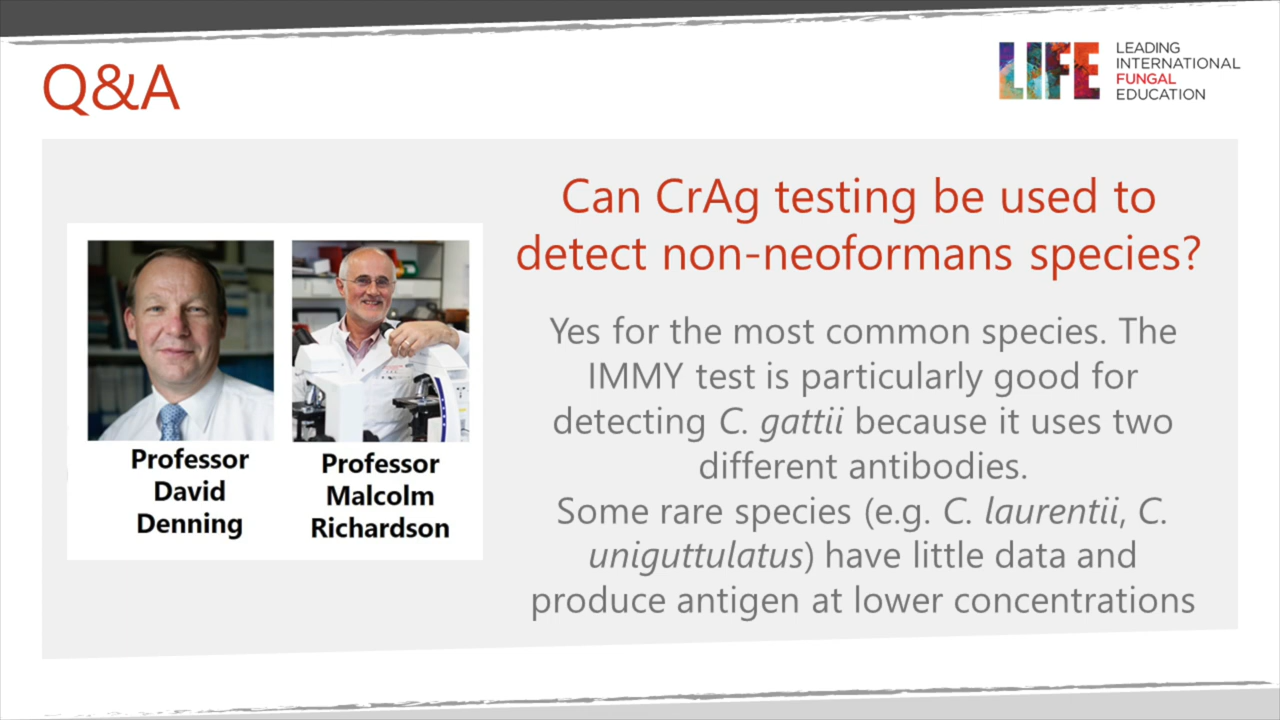 Q&A
LIFE
LEADING
INTERNATIONAL
FUNGAL
EDUCATION
Can CrAg testing be used to
detect non-neoformans species?
Yes for the most common species. The
IMMY test is particularly good for
detecting C. gattii because it uses two
different antibodies.
Some rare species (e.g. C. laurentii, C.
uniguttulatus) have little data and
produce antigen at lower concentrations
Professor
David
Denning
Professor
Malcolm
Richardson